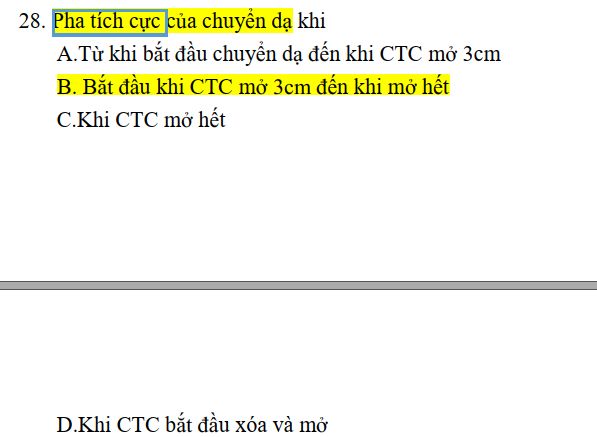 28. Pha tích cực của chuyển dạ khi
A.Từ khi bắt đầu chuyển dạ đến khi CTC mở 3cm
B. Bắt đầu khi CTC mở 3cm đến khi mở hết
C.Khi CTC mở hết
D.Khi CTC bắt đầu xóa và mở